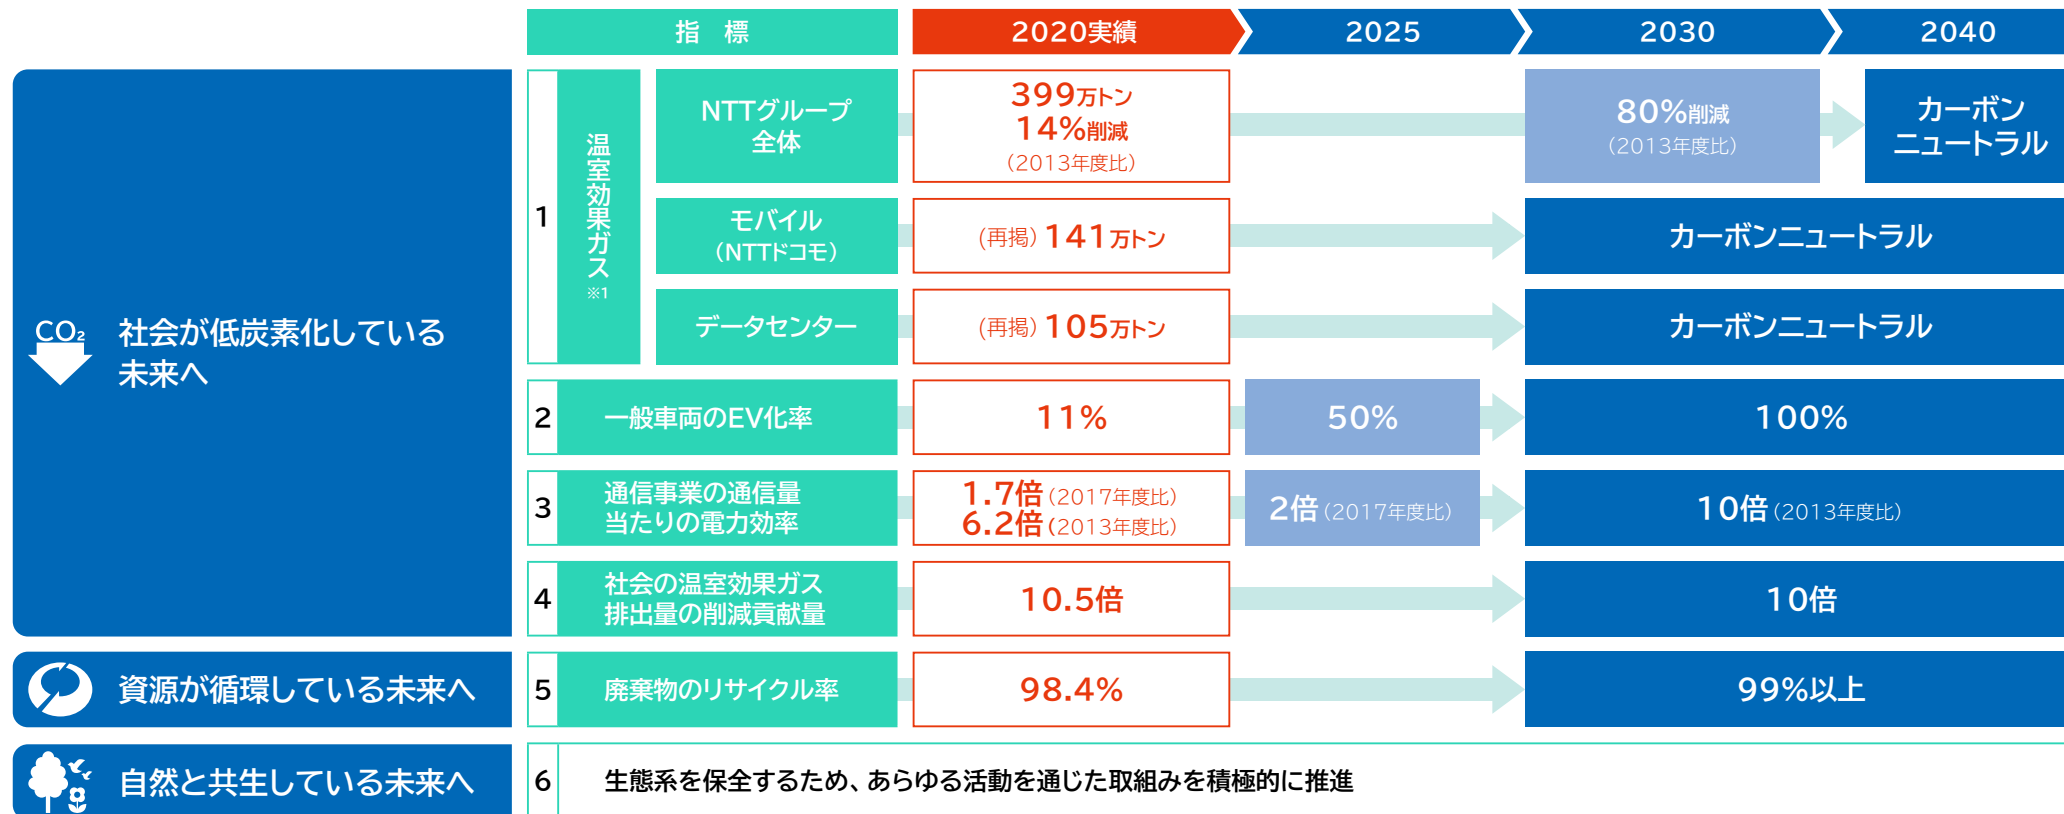 指 標
2020実績
2025
2030
2040
CO₂
社会が低炭素化している
未来へ
1
温室効果ガス
※1
NTTグループ
全体
399万トン
14%削減
(2013年度比)
80%削減
(2013年度比)
カーボン
ニュートラル
モバイル
(NTTドコモ)
(再掲) 141万トン
カーボンニュートラル
データセンター
(再掲) 105万トン
カーボンニュートラル
2
一般車両のEV化率
11%
50%
100%
3
通信事業の通信量
当たりの電力効率
1.7倍(2017年度比)
6.2倍(2013年度比)
2倍(2017年度比)
10倍(2013年度比)
4
社会の温室効果ガス
排出量の削減貢献量
10.5倍
10倍
資源が循環している未来へ
5
廃棄物のリサイクル率
98.4%
99%以上
自然と共生している未来へ
6
生態系を保全するため、あらゆる活動を通じた取組みを積極的に推進